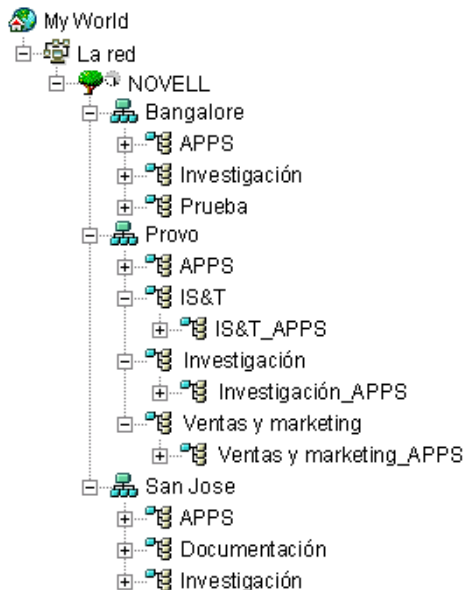 My World
La red
NOVELL
Bangalore
APPS
Investigación
Prueba
Provo
APPS
IS&T
IS&T_APPS
Investigación
Investigación_APPS
Ventas y marketing
Ventas y marketing_APPS
San Jose
APPS
Documentación
Investigación